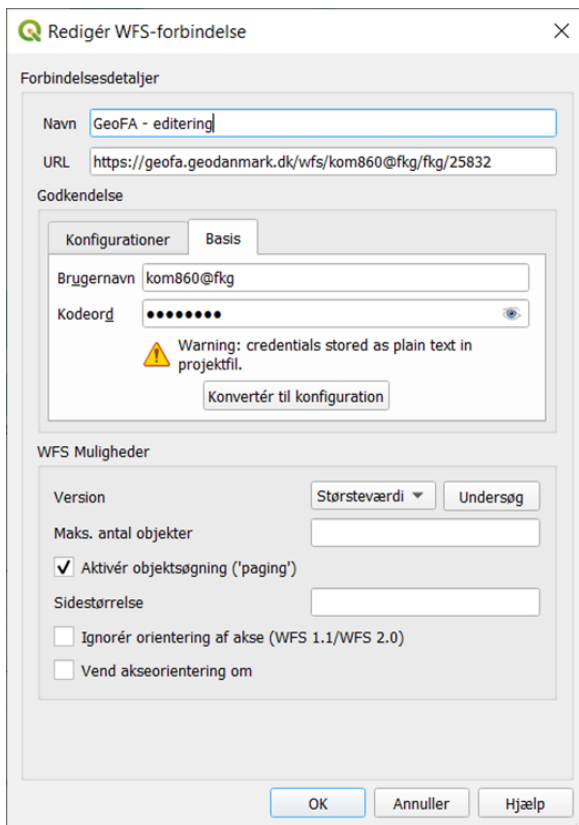 Redigér WFS-forbindelse
Forbindelsesdetaljer
Navn GeoFA - editering
URL https://geofa.geodanmark.dk/wfs/kom860@fkg/fkg/25832
Godkendelse
Konfigurationer Basis
Brugernavn kom860@fkg
Kodeord ●●●●●●●●
Warning: credentials stored as plain text in
projektfil.
Konvertér til konfiguration
WFS Muligheder
Version Størsteværdi Undersøg
Maks. antal objekter
Aktivér objektsøgning ('paging')
Sidestørrelse
Ignorér orientering af akse (WFS 1.1/WFS 2.0)
Vend akseorientering om
OK Annuller Hjælp